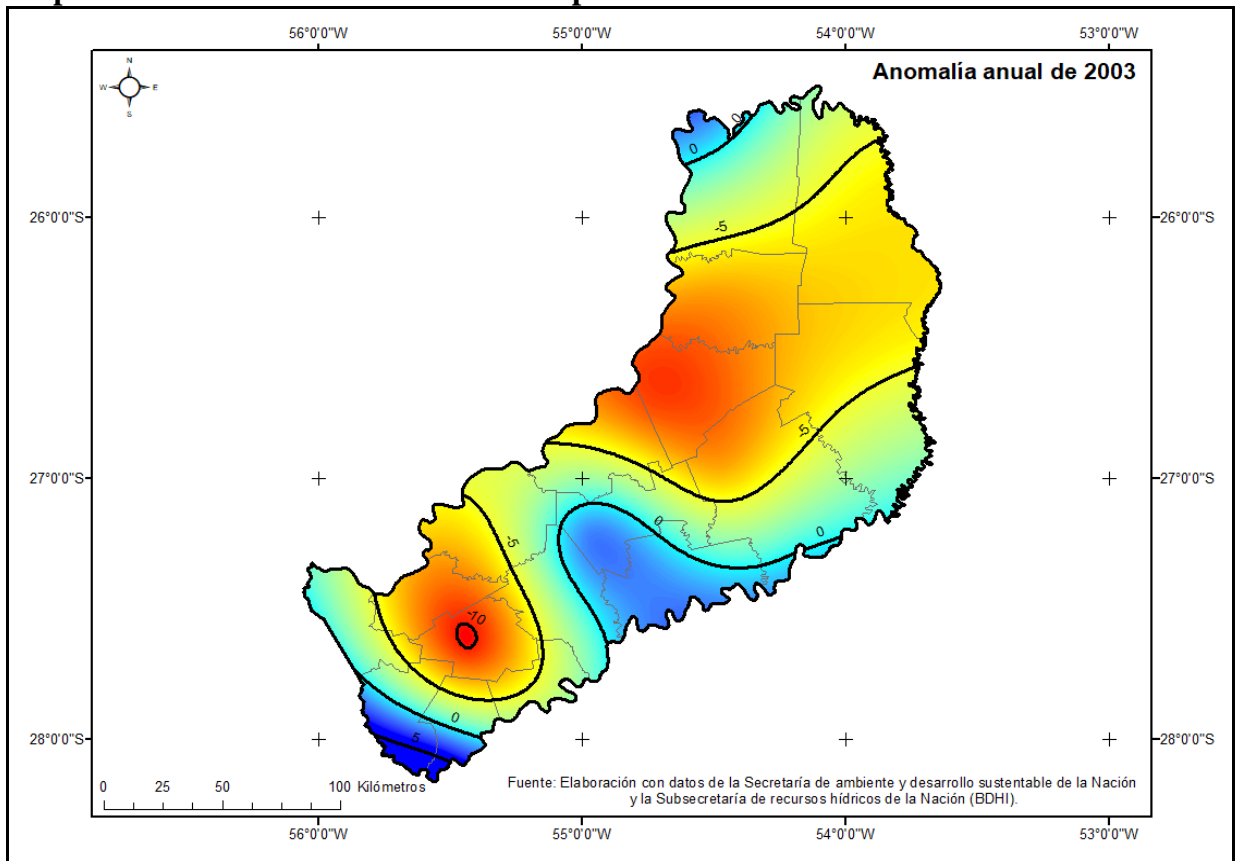 56°0'0"W 55°0'0"W 54°0'0"W 53°0'0"W
Anomalía anual de 2003
N
W E
S
0
0
26°0'0"S 26°0'0"S
-5
-5
27°0'0"S 27°0'0"S
0
0
-5
-10
0
5
28°0'0"S 28°0'0"S
0 25 50 100 Kilómetros
Fuente: Elaboración con datos de la Secretaría de ambiente y desarrollo sustentable de la Nación
y la Subsecretaría de recursos hídricos de la Nación (BDHI).
56°0'0"W 55°0'0"W 54°0'0"W 53°0'0"W